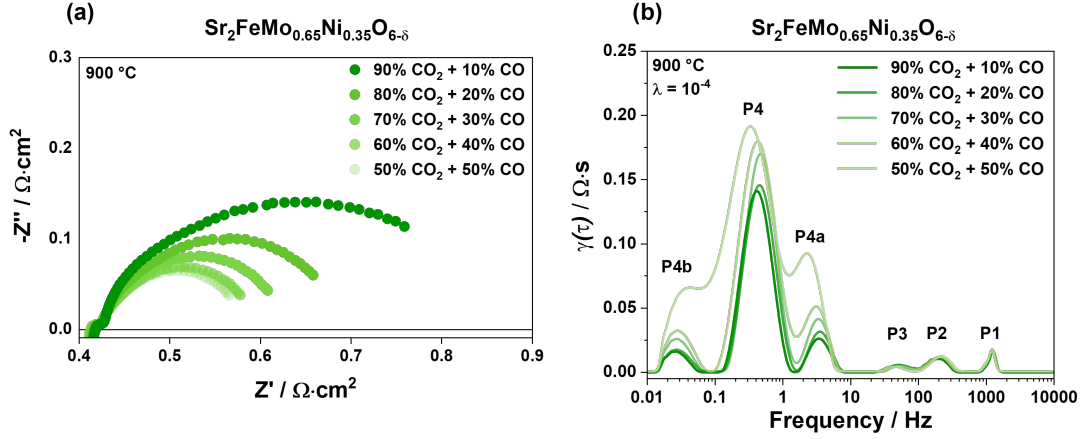 (a)
Sr₂FeMo₀.₆₅Ni₀.₃₅O₆₋δ
900 °C
90% CO₂ + 10% CO
80% CO₂ + 20% CO
70% CO₂ + 30% CO
60% CO₂ + 40% CO
50% CO₂ + 50% CO
0.3
0.2
0.1
0.0
-Z'' / Ω·cm²
0.4 0.5 0.6 0.7 0.8 0.9
Z' / Ω·cm²
(b)
Sr₂FeMo₀.₆₅Ni₀.₃₅O₆₋δ
900 °C
λ = 10⁻⁴
90% CO₂ + 10% CO
80% CO₂ + 20% CO
70% CO₂ + 30% CO
60% CO₂ + 40% CO
50% CO₂ + 50% CO
0.25
0.20
0.15
0.10
0.05
0.00
γ(τ) / Ω·s
P4
P4a
P4b
P3
P2
P1
0.01 0.1 1 10 100 1000 10000
Frequency / Hz